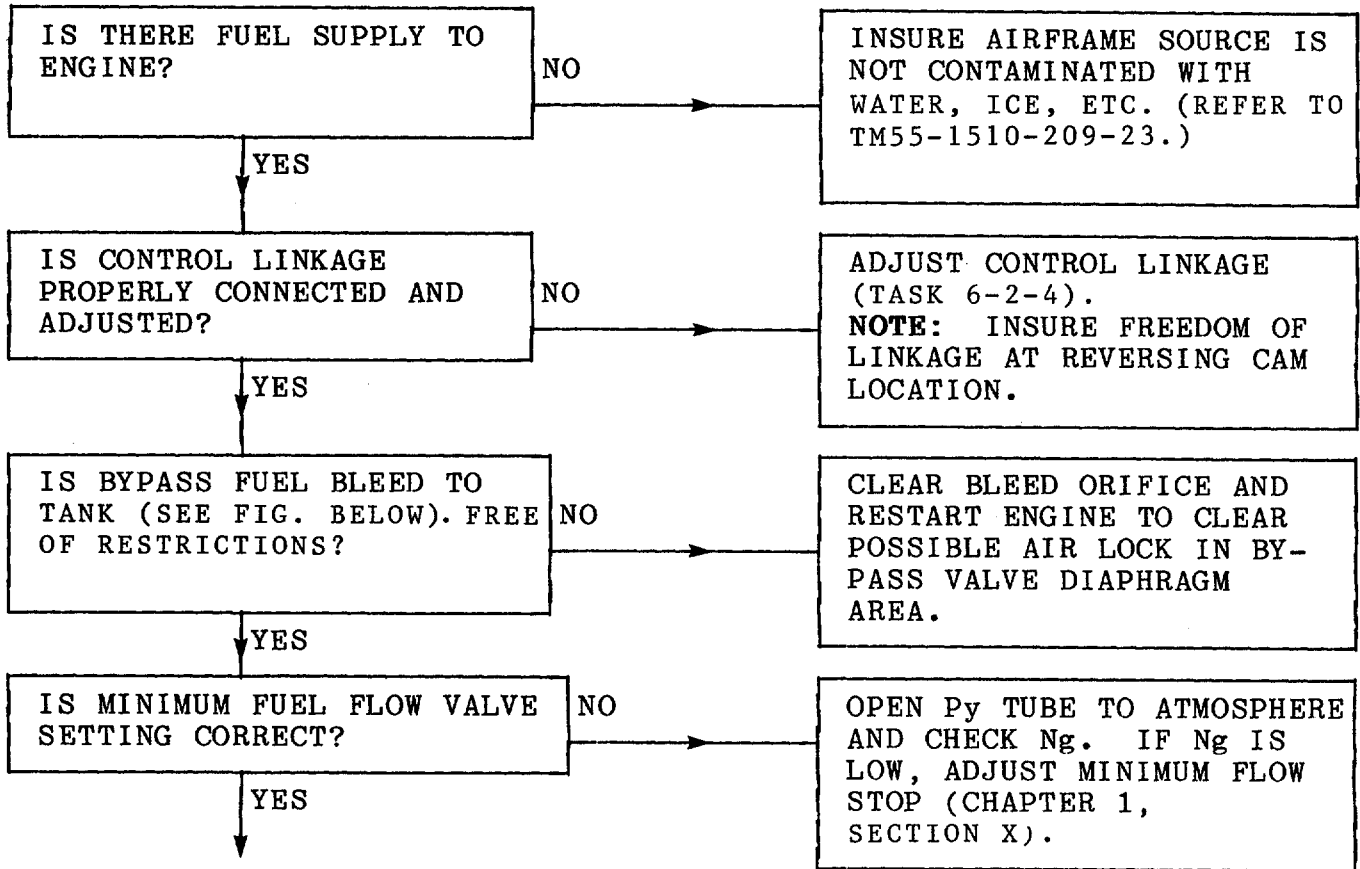 IS THERE FUEL SUPPLY TO
ENGINE?
NO
INSURE AIRFRAME SOURCE IS
NOT CONTAMINATED WITH
WATER, ICE, ETC. (REFER TO
TM55-1510-209-23.)
YES
IS CONTROL LINKAGE
PROPERLY CONNECTED AND
ADJUSTED?
NO
ADJUST CONTROL LINKAGE
(TASK 6-2-4).
NOTE: INSURE FREEDOM OF
LINKAGE AT REVERSING CAM
LOCATION.
YES
IS BYPASS FUEL BLEED TO
TANK (SEE FIG. BELOW). FREE
OF RESTRICTIONS?
NO
CLEAR BLEED ORIFICE AND
RESTART ENGINE TO CLEAR
POSSIBLE AIR LOCK IN BY-
PASS VALVE DIAPHRAGM
AREA.
YES
IS MINIMUM FUEL FLOW VALVE
SETTING CORRECT?
NO
OPEN Py TUBE TO ATMOSPHERE
AND CHECK Ng. IF Ng IS
LOW, ADJUST MINIMUM FLOW
STOP (CHAPTER 1,
SECTION X).
YES